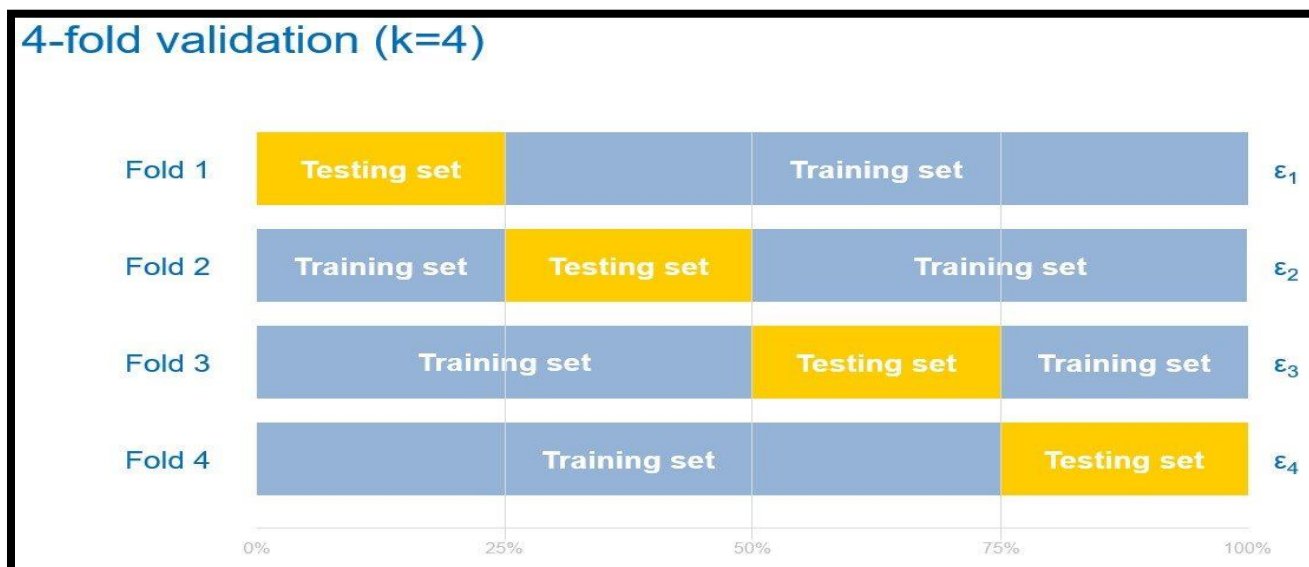 4-fold validation (k=4)
Fold 1 Testing set Training set ε₁
Fold 2 Training set Testing set Training set ε₂
Fold 3 Training set Testing set Training set ε₃
Fold 4 Training set Testing set ε₄
0% 25% 50% 75% 100%